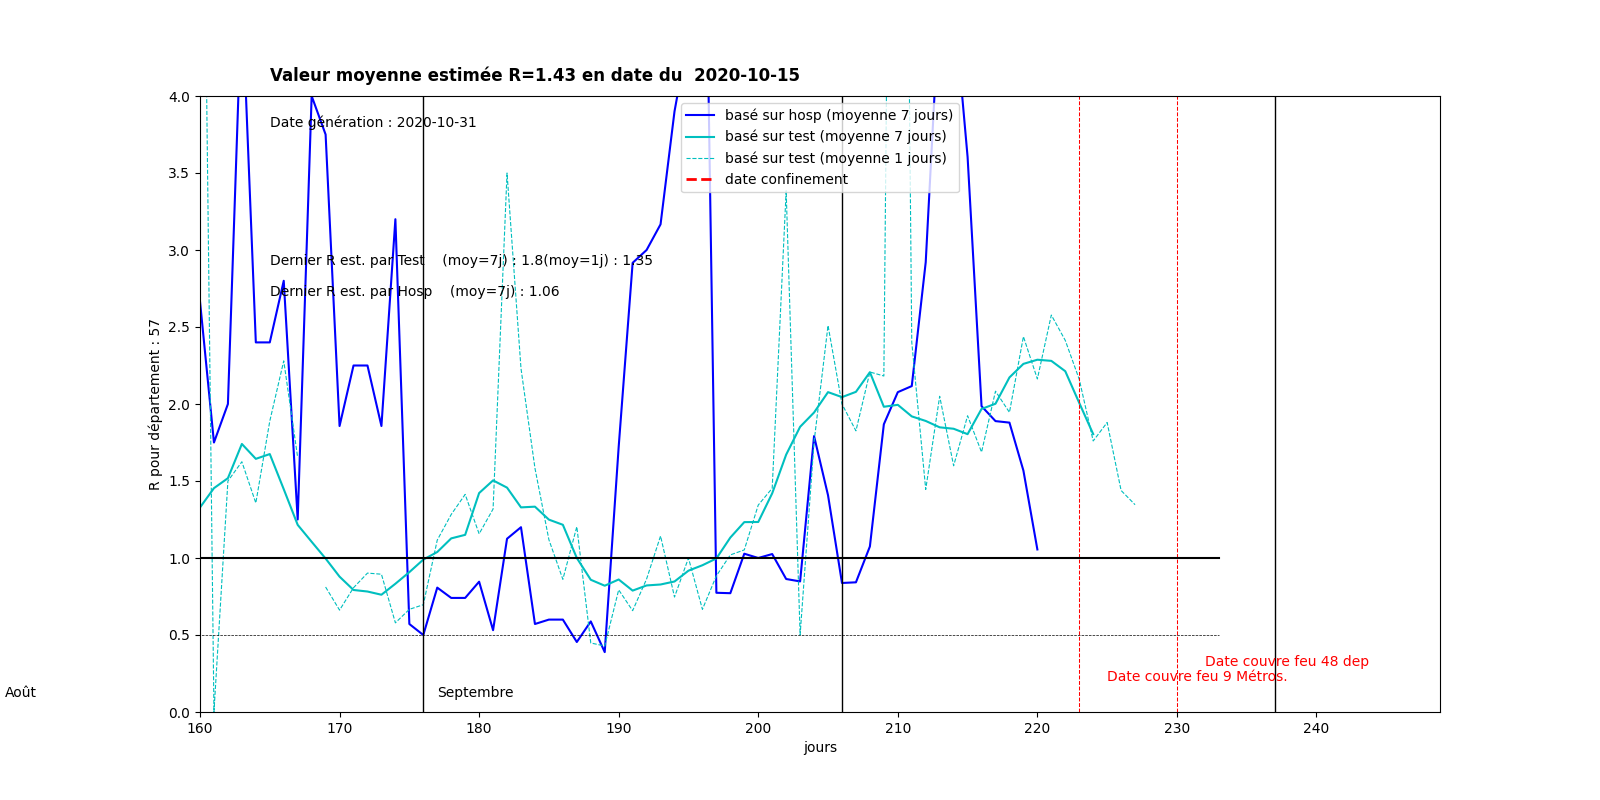 Valeur moyenne estimée R=1.43 en date du  2020-10-15
4.0
Date génération : 2020-10-31
basé sur hosp (moyenne 7 jours)
basé sur test (moyenne 7 jours)
basé sur test (moyenne 1 jours)
date confinement
3.5
3.0
Dernier R est. par Test    (moy=7j) : 1.8(moy=1j) : 1.35
Dernier R est. par Hosp    (moy=7j) : 1.06
2.5
2.0
R pour département : 57
1.5
1.0
0.5
Date couvre feu 48 dep
Date couvre feu 9 Métros.
Août
Septembre
0.0
160 170 180 190 200 210 220 230 240
jours